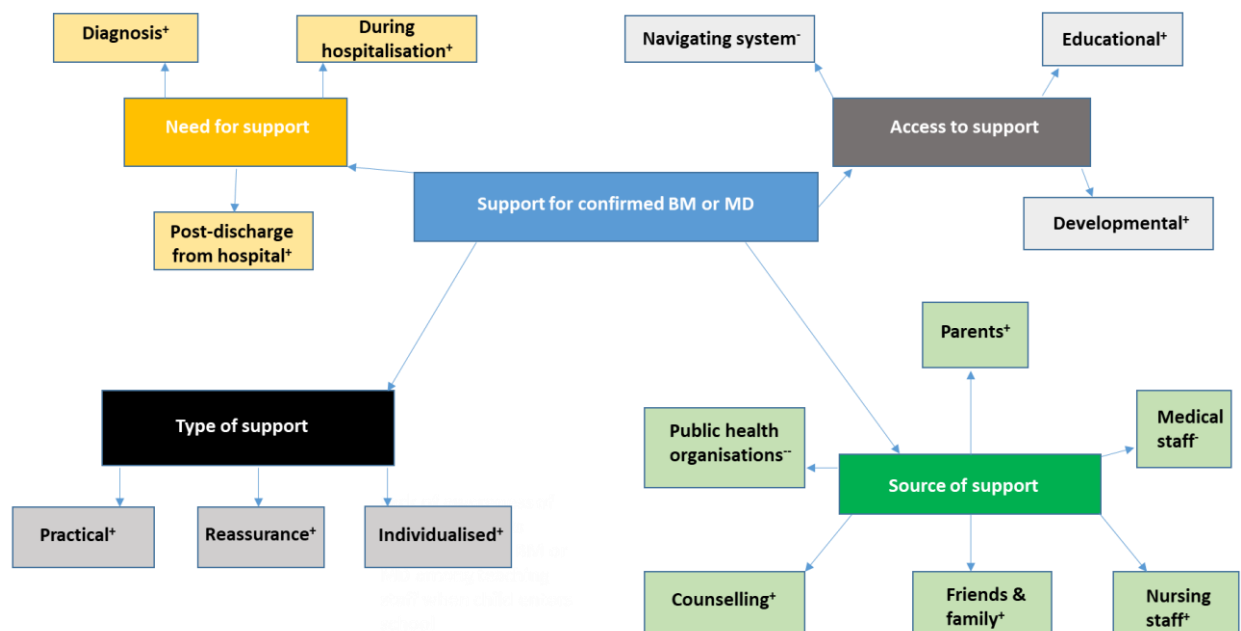 Diagnosis⁺
During
hospitalisation⁺
Need for support
Post-discharge
from hospital⁺
Navigating system⁻
Educational⁺
Access to support
Developmental⁺
Support for confirmed BM or MD
Type of support
Practical⁺
Reassurance⁺
Individualised⁺
Parents⁺
Public health
organisations⁻⁻
Medical
staff⁻
Source of support
Counselling⁺
Friends &
family⁺
Nursing
staff⁺